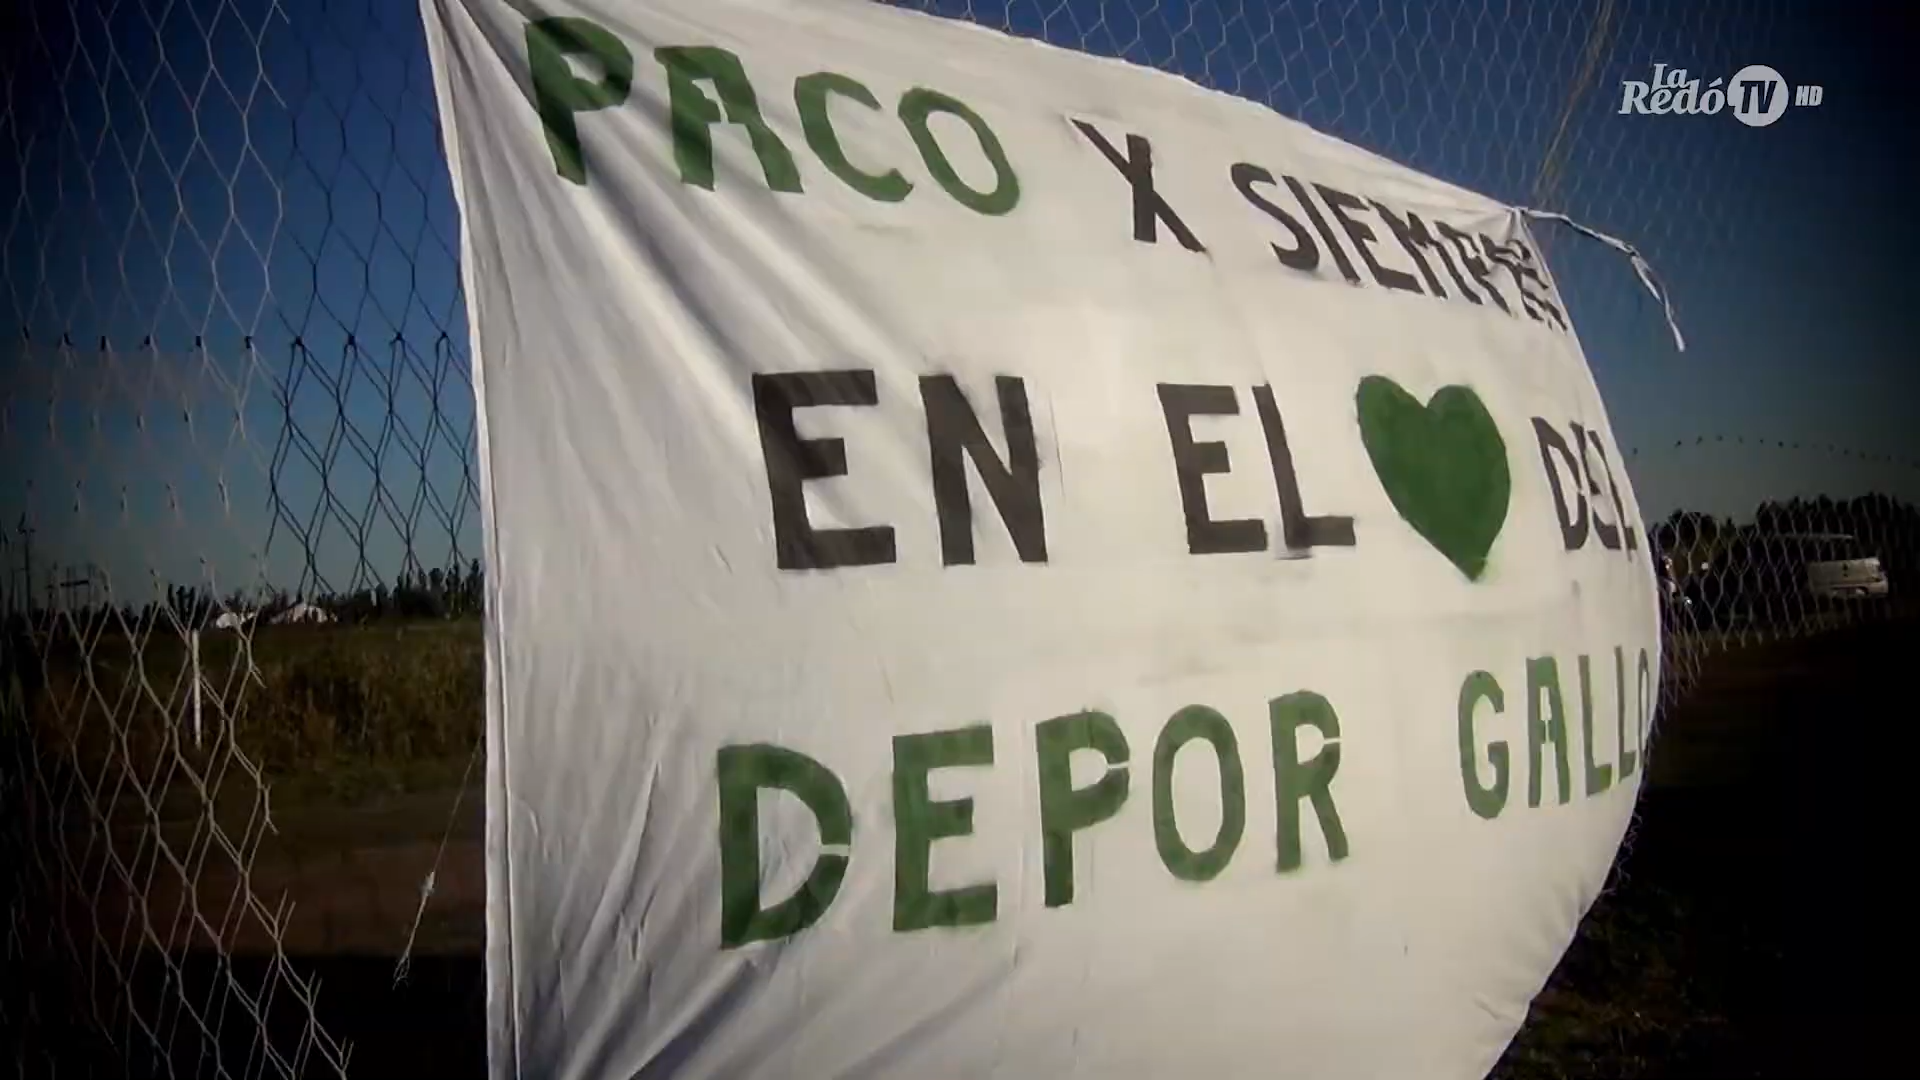 PACO X SIEMPRE
EN EL DEL
DEPOR GALLO
La
Redó TV HD